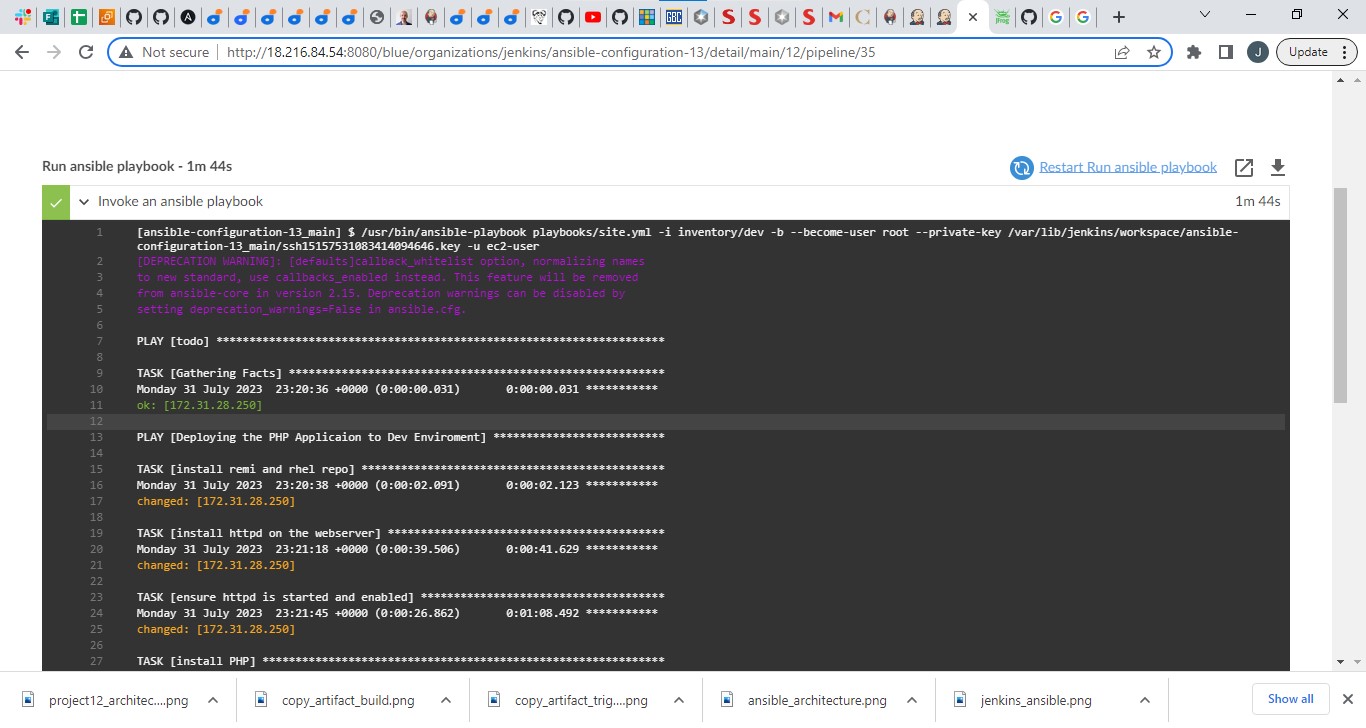 GBC
Not secure
http://18.216.84.54:8080/blue/organizations/jenkins/ansible-configuration-13/detail/main/12/pipeline/35
J
Update
Run ansible playbook - 1m 44s
Restart Run ansible playbook
Invoke an ansible playbook
1m 44s
1 [ansible-configuration-13_main] $ /usr/bin/ansible-playbook playbooks/site.yml -i inventory/dev -b --become-user root --private-key /var/lib/jenkins/workspace/ansible-
configuration-13_main/ssh15157531083414094646.key -u ec2-user
2 [DEPRECATION WARNING]: [defaults]callback_whitelist option, normalizing names
3 to new standard, use callbacks_enabled instead. This feature will be removed
4 from ansible-core in version 2.15. Deprecation warnings can be disabled by
5 setting deprecation_warnings=False in ansible.cfg.
6
7 PLAY [todo] ********************************************************************
8
9 TASK [Gathering Facts] *********************************************************
10 Monday 31 July 2023  23:20:36 +0000 (0:00:00.031)       0:00:00.031 ***********
11 ok: [172.31.28.250]
12
13 PLAY [Deploying the PHP Applicaion to Dev Enviroment] **************************
14
15 TASK [install remi and rhel repo] **********************************************
16 Monday 31 July 2023  23:20:38 +0000 (0:00:02.091)       0:00:02.123 ***********
17 changed: [172.31.28.250]
18
19 TASK [install httpd on the webserver] ******************************************
20 Monday 31 July 2023  23:21:18 +0000 (0:00:39.506)       0:00:41.629 ***********
21 changed: [172.31.28.250]
22
23 TASK [ensure httpd is started and enabled] *************************************
24 Monday 31 July 2023  23:21:45 +0000 (0:00:26.862)       0:01:08.492 ***********
25 changed: [172.31.28.250]
26
27 TASK [install PHP] *************************************************************
project12_architec....png
copy_artifact_build.png
copy_artifact_trig....png
ansible_architecture.png
jenkins_ansible.png
Show all